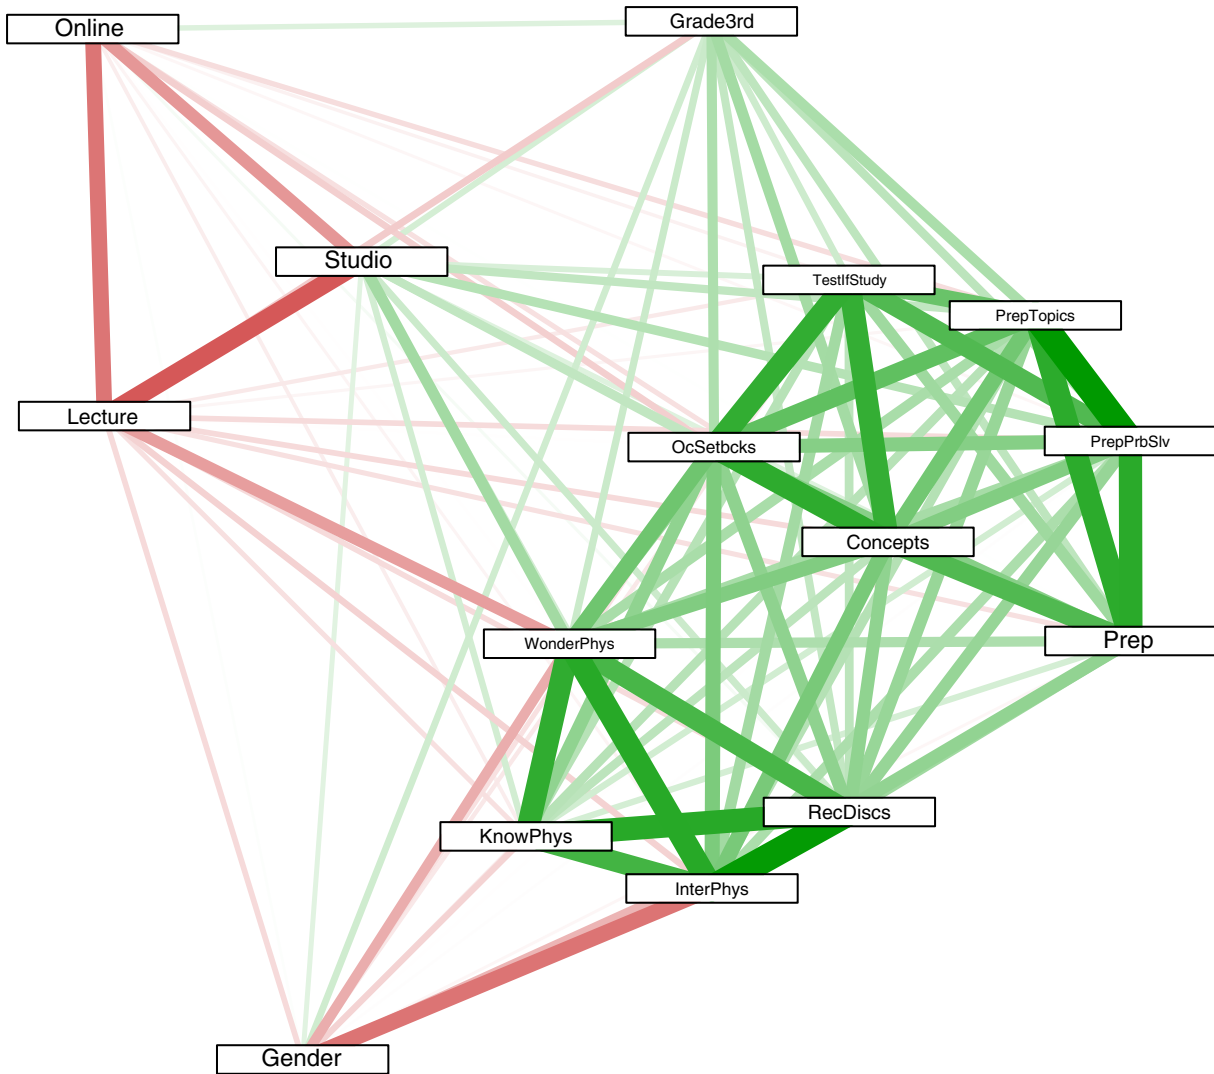 Online
Grade3rd
Studio
TestIfStudy
PrepTopics
Lecture
OcSetbcks
PrepPrbSlv
Concepts
WonderPhys
Prep
RecDiscs
KnowPhys
InterPhys
Gender